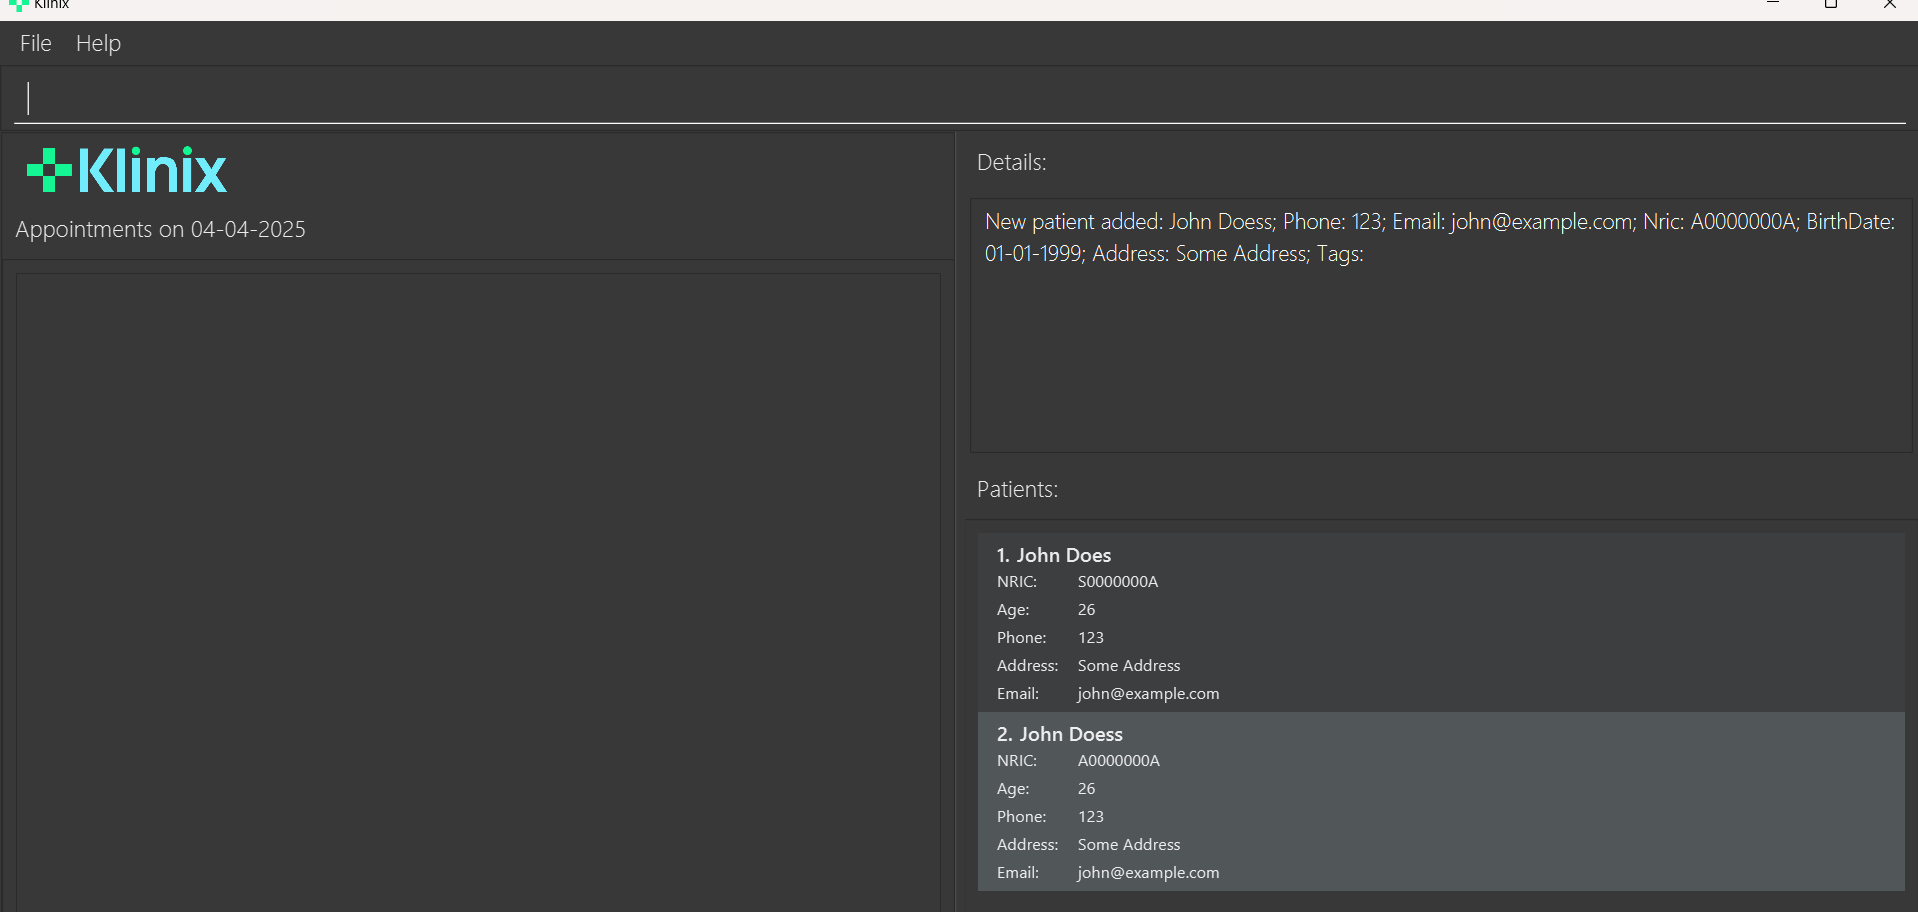 Klinix
File Help
Klinix
Appointments on 04-04-2025
Details:
New patient added: John Doess; Phone: 123; Email: john@example.com; Nric: A0000000A; BirthDate:
01-01-1999; Address: Some Address; Tags:
Patients:
1. John Does
NRIC: S0000000A
Age: 26
Phone: 123
Address: Some Address
Email: john@example.com
2. John Doess
NRIC: A0000000A
Age: 26
Phone: 123
Address: Some Address
Email: john@example.com